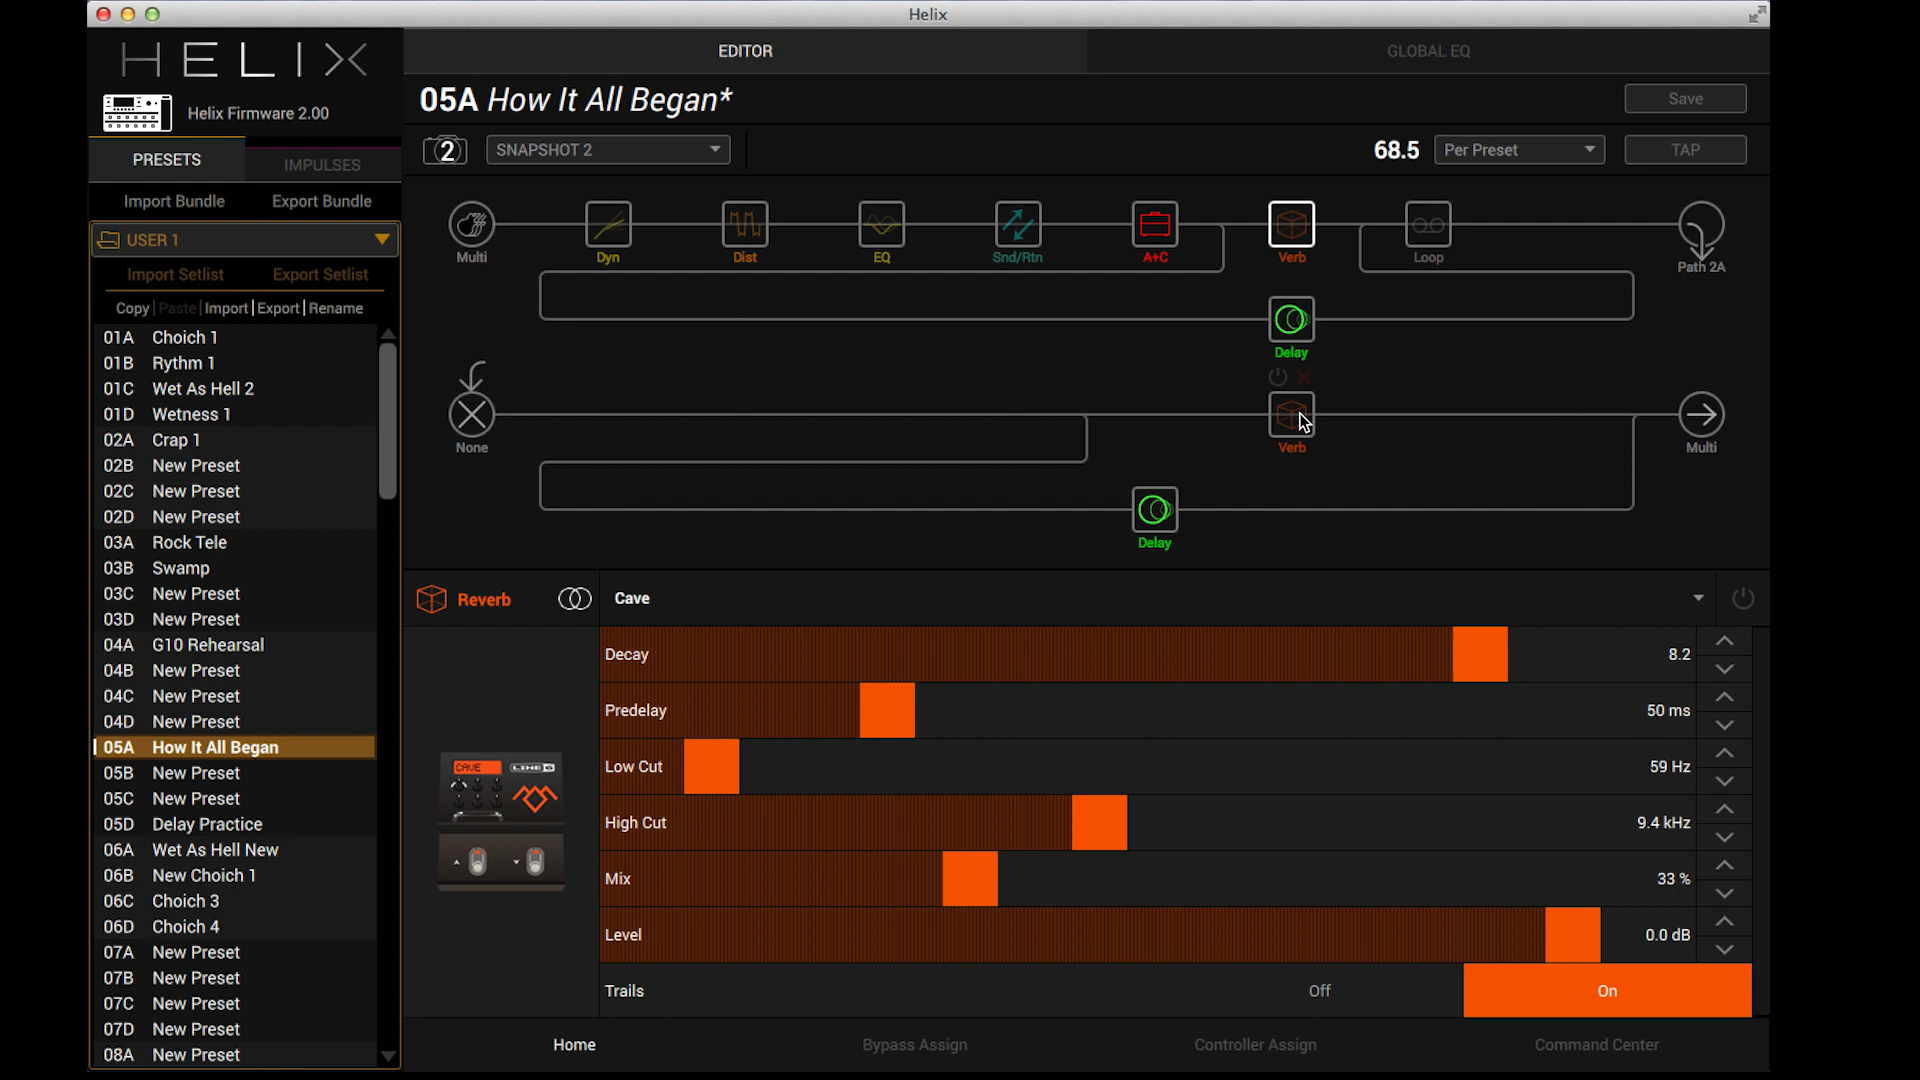 Helix
HELIX
Helix Firmware 2.00
PRESETS
IMPULSES
Import Bundle
Export Bundle
USER 1
Import Setlist
Export Setlist
Copy Paste Import Export Rename
01A Choich 1
01B Rythm 1
01C Wet As Hell 2
01D Wetness 1
02A Crap 1
02B New Preset
02C New Preset
02D New Preset
03A Rock Tele
03B Swamp
03C New Preset
03D New Preset
04A G10 Rehearsal
04B New Preset
04C New Preset
04D New Preset
05A How It All Began
05B New Preset
05C New Preset
05D Delay Practice
06A Wet As Hell New
06B New Choich 1
06C Choich 3
06D Choich 4
07A New Preset
07B New Preset
07C New Preset
07D New Preset
08A New Preset
EDITOR
GLOBAL EQ
05A How It All Began*
Save
2
SNAPSHOT 2
68.5
Per Preset
TAP
Multi
Dyn
Dist
EQ
Snd/Rtn
A+C
Verb
Loop
Path 2A
Delay
None
Verb
Multi
Delay
Reverb
Cave
CAVE
LINE 6
Decay 8.2
Predelay 50 ms
Low Cut 59 Hz
High Cut 9.4 kHz
Mix 33 %
Level 0.0 dB
Trails Off On
Home
Bypass Assign
Controller Assign
Command Center